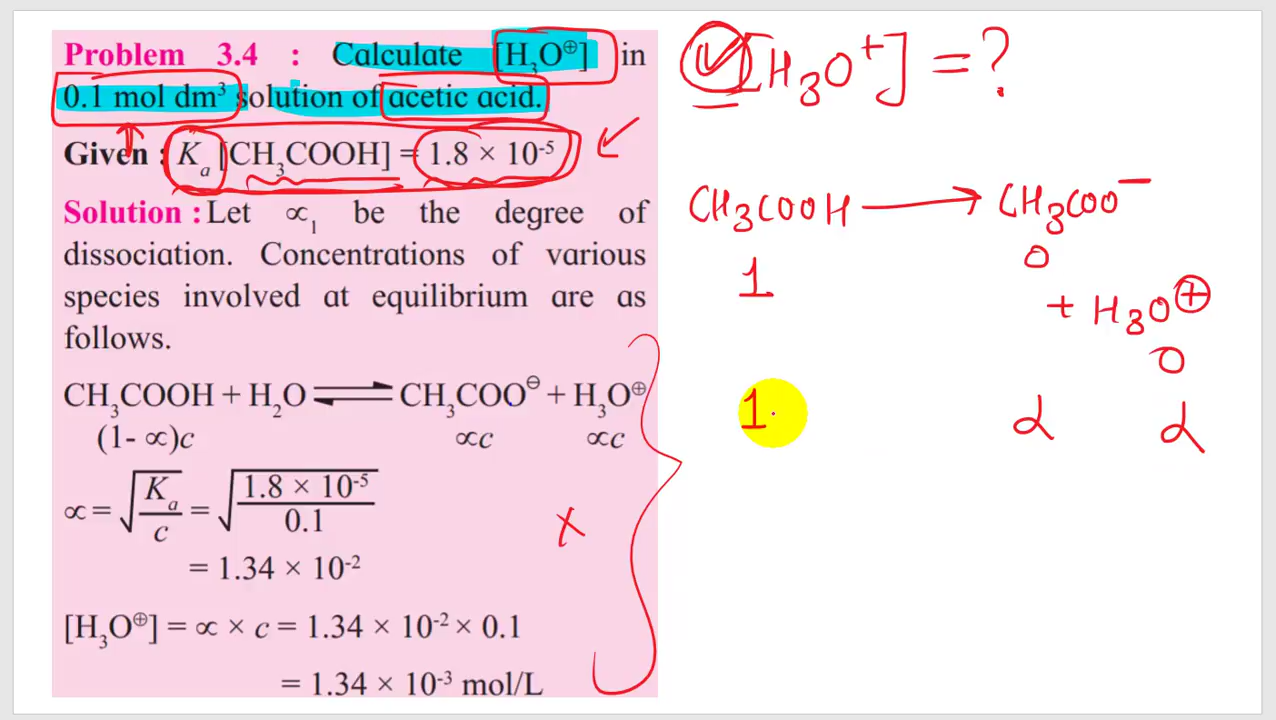 Problem 3.4 : Calculate [H₃O⊕] in
0.1 mol dm³ solution of acetic acid.
Given : Kₐ [CH₃COOH] = 1.8 × 10⁻⁵
Solution : Let ∝₁ be the degree of
dissociation. Concentrations of various
species involved at equilibrium are as
follows.
CH₃COOH + H₂O ⇌ CH₃COO⊖ + H₃O⊕
(1- ∝)c ∝c ∝c
∝ = √(Kₐ/c) = √(1.8 × 10⁻⁵/0.1)
= 1.34 × 10⁻²
[H₃O⊕] = ∝ × c = 1.34 × 10⁻² × 0.1
= 1.34 × 10⁻³ mol/L
x
[H₃O⁺] = ?
CH₃COOH ⟶ CH₃COO⁻
1 0
+ H₃O⊕
0
1 α α